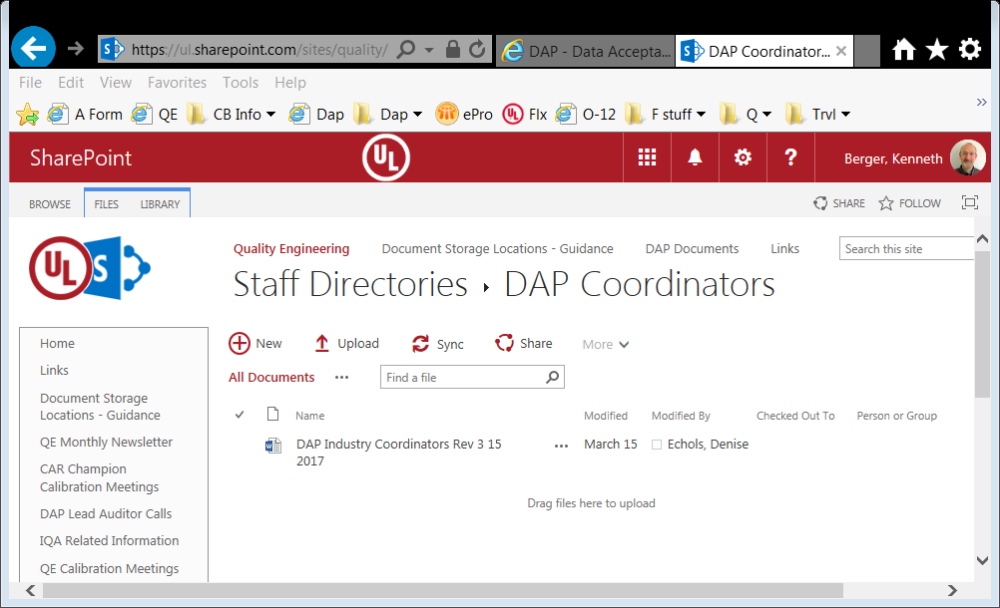 https://ul.sharepoint.com/sites/quality/
DAP - Data Accepta...
DAP Coordinator...
File Edit View Favorites Tools Help
A Form QE CB Info Dap Dap ePro Flx O-12 F stuff Q Trvl
SharePoint
UL
Berger, Kenneth
BROWSE FILES LIBRARY
SHARE FOLLOW
UL S
Quality Engineering Document Storage Locations - Guidance DAP Documents Links
Search this site
Staff Directories ▸ DAP Coordinators
Home
Links
Document Storage
Locations - Guidance
QE Monthly Newsletter
CAR Champion
Calibration Meetings
DAP Lead Auditor Calls
IQA Related Information
QE Calibration Meetings
New Upload Sync Share More
All Documents ...
Find a file
Name Modified Modified By Checked Out To Person or Group
DAP Industry Coordinators Rev 3 15 ... March 15 Echols, Denise
2017
Drag files here to upload